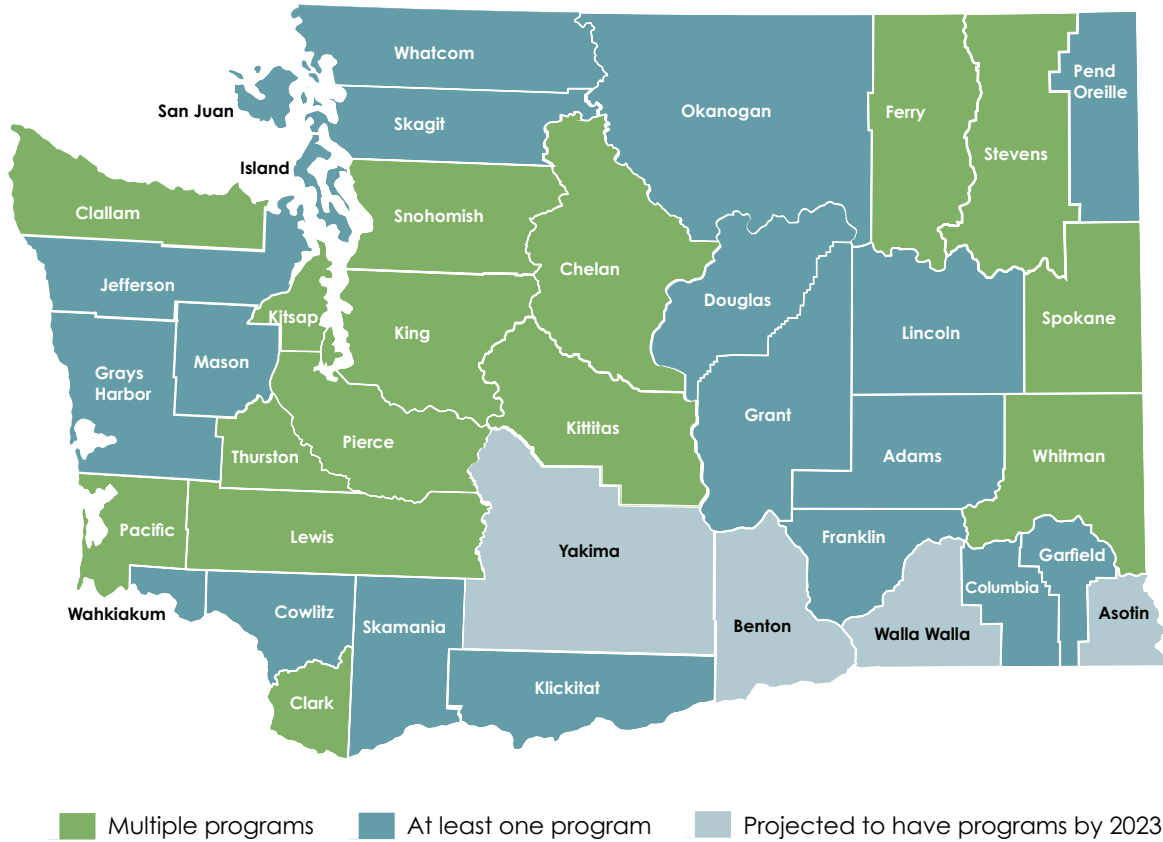 Whatcom
San Juan
Skagit
Okanogan
Ferry
Pend
Oreille
Stevens
Island
Clallam
Snohomish
Chelan
Jefferson
Douglas
Kitsap
King
Lincoln
Spokane
Mason
Grays
Harbor
Grant
Kittitas
Pierce
Thurston
Adams
Whitman
Pacific
Lewis
Yakima
Franklin
Garfield
Columbia
Wahkiakum
Cowlitz
Skamania
Benton
Walla Walla
Asotin
Klickitat
Clark
Multiple programs
At least one program
Projected to have programs by 2023